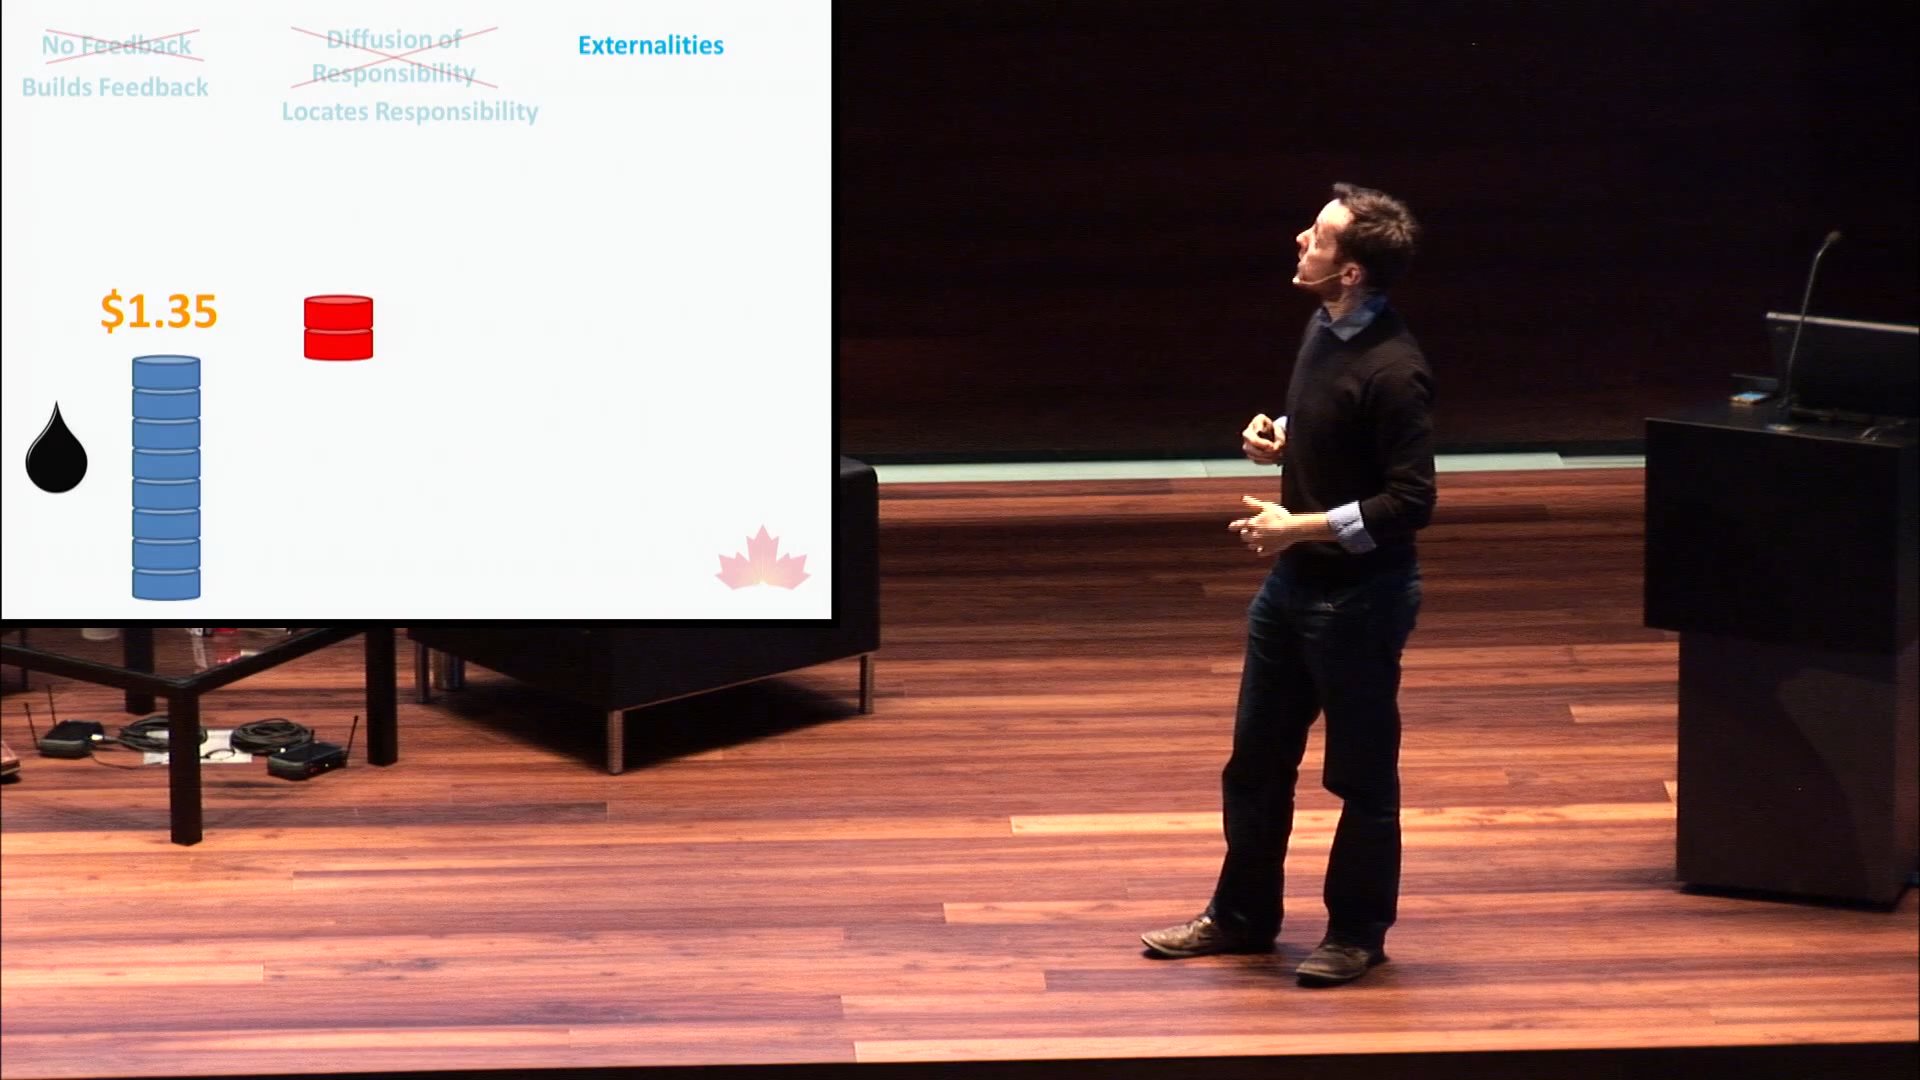 No Feedback
Builds Feedback
Diffusion of
Responsibility
Locates Responsibility
Externalities
$1.35